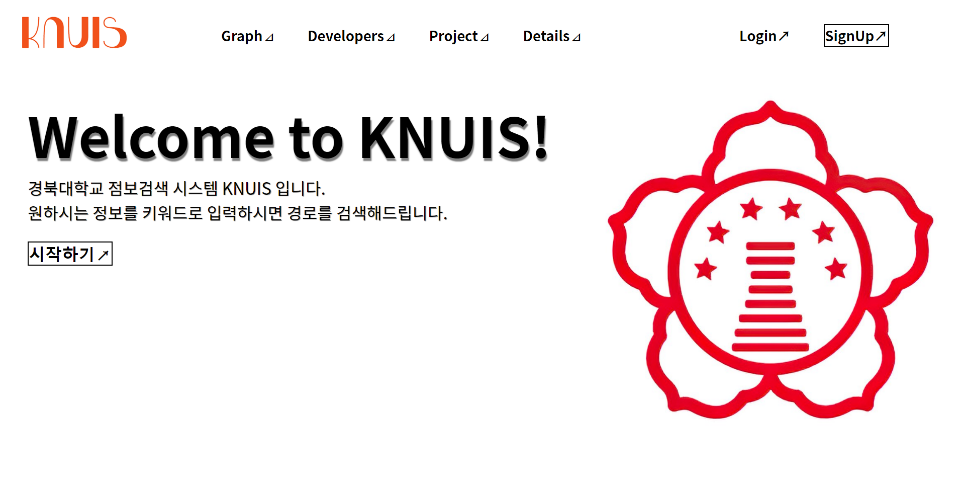 KNUIS
Graph⊿ Developers⊿ Project⊿ Details⊿ Login↗ SignUp↗
Welcome to KNUIS!
경북대학교 점보검색 시스템 KNUIS 입니다.
원하시는 정보를 키워드로 입력하시면 경로를 검색해드립니다.
시작하기↗